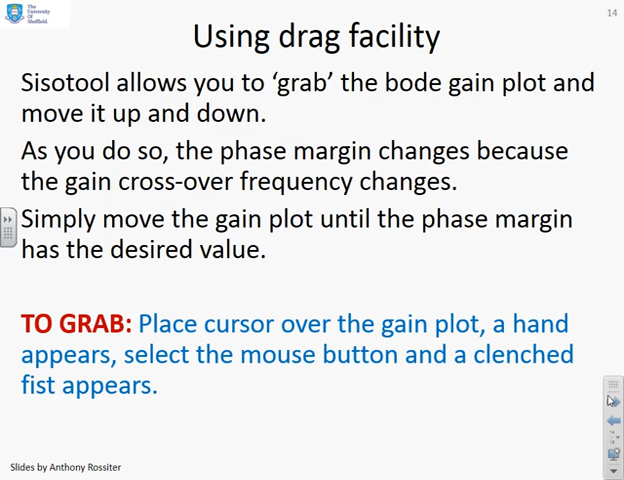 The
University
Of
Sheffield.
14
Using drag facility
Sisotool allows you to ‘grab’ the bode gain plot and
move it up and down.
As you do so, the phase margin changes because
the gain cross-over frequency changes.
Simply move the gain plot until the phase margin
has the desired value.
TO GRAB: Place cursor over the gain plot, a hand
appears, select the mouse button and a clenched
fist appears.
Slides by Anthony Rossiter